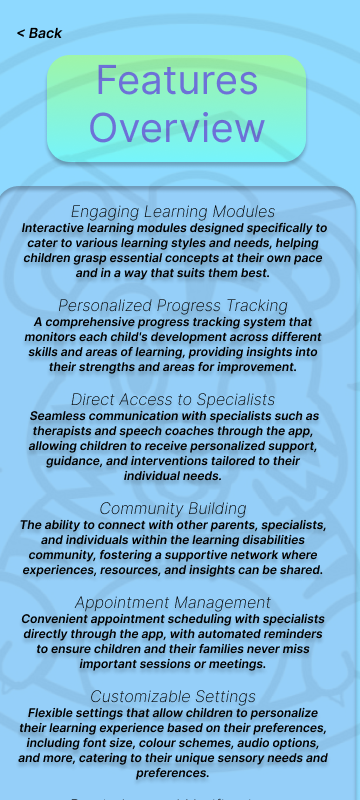 < Back
Features
Overview
Engaging Learning Modules
Interactive learning modules designed specifically to
cater to various learning styles and needs, helping
children grasp essential concepts at their own pace
and in a way that suits them best.
Personalized Progress Tracking
A comprehensive progress tracking system that
monitors each child's development across different
skills and areas of learning, providing insights into
their strengths and areas for improvement.
Direct Access to Specialists
Seamless communication with specialists such as
therapists and speech coaches through the app,
allowing children to receive personalized support,
guidance, and interventions tailored to their
individual needs.
Community Building
The ability to connect with other parents, specialists,
and individuals within the learning disabilities
community, fostering a supportive network where
experiences, resources, and insights can be shared.
Appointment Management
Convenient appointment scheduling with specialists
directly through the app, with automated reminders
to ensure children and their families never miss
important sessions or meetings.
Customizable Settings
Flexible settings that allow children to personalize
their learning experience based on their preferences,
including font size, colour schemes, audio options,
and more, catering to their unique sensory needs and
preferences.